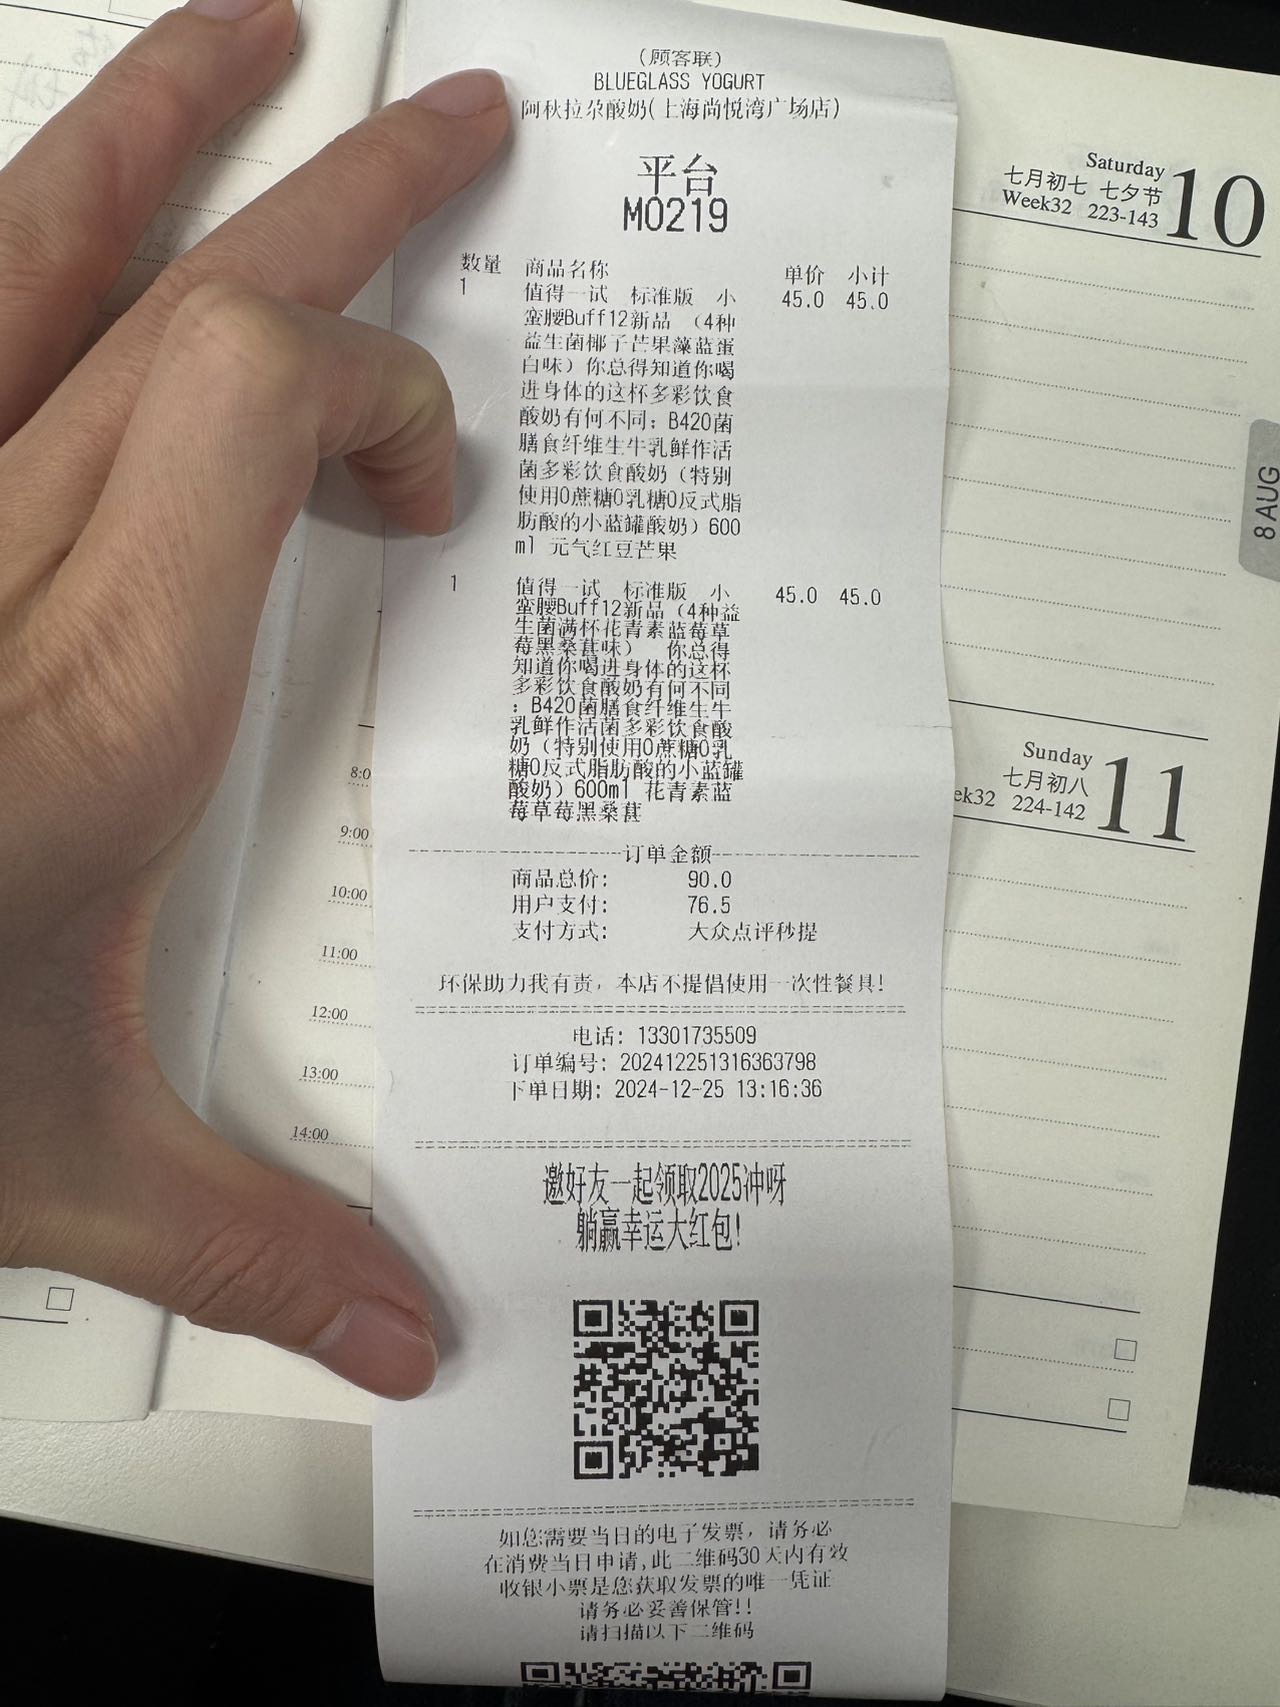 (顾客联)
BLUEGLASS YOGURT
阿秋拉尕酸奶(上海尚悦湾广场店)
平台
M0219
数量 商品名称 单价 小计
1 值得一试 标准版 小 45.0 45.0
蛮腰Buff12新品 (4种
益生菌椰子芒果藻蓝蛋
白味) 你总得知道你喝
进身体的这杯多彩饮食
酸奶有何不同: B420菌
膳食纤维生牛乳鲜作活
菌多彩饮食酸奶 (特别
使用0蔗糖0乳糖0反式脂
肪酸的小蓝罐酸奶) 600
ml 元气红豆芒果
1 值得一试 标准版 小 45.0 45.0
蛮腰Buff12新品 (4种益
生菌满杯花青素蓝莓草
莓黑桑葚味) 你总得
知道你喝进身体的这杯
多彩饮食酸奶有何不同
: B420菌膳食纤维生牛
乳鲜作活菌多彩饮食酸
奶 (特别使用0蔗糖0乳
糖0反式脂肪酸的小蓝罐
酸奶) 600ml 花青素蓝
莓草莓黑桑葚
订单金额
商品总价: 90.0
用户支付: 76.5
支付方式: 大众点评秒提
环保助力我有责, 本店不提倡使用一次性餐具!
电话: 13301735509
订单编号: 202412251316363798
下单日期: 2024-12-25 13:16:36
邀好友一起领取2025冲呀
躺赢幸运大红包!
如您需要当日的电子发票, 请务必
在消费当日申请,此二维码30天内有效
收银小票是您获取发票的唯一凭证
请务必妥善保管!!
请扫描以下二维码
Saturday
七月初七 七夕节
Week32 223-143
10
8 AUG
Sunday
七月初八
ek32 224-142
11
8:0
9:00
10:00
11:00
12:00
13:00
14:00